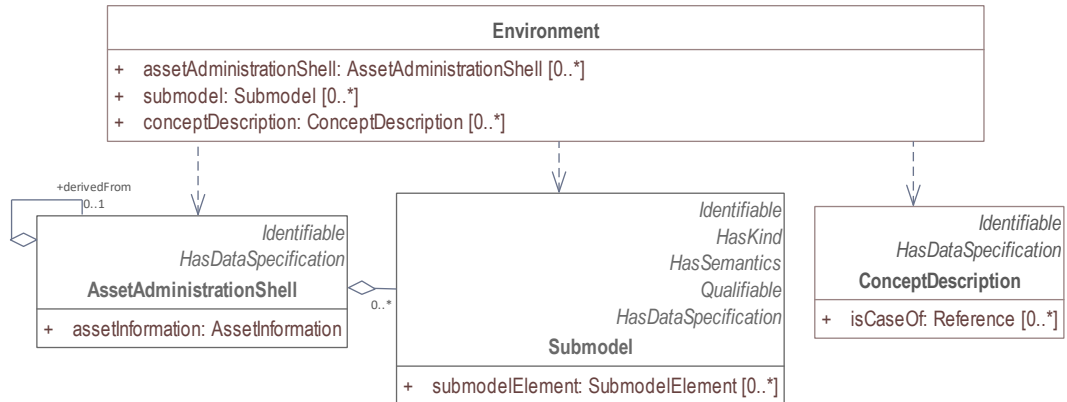 Environment
+ assetAdministrationShell: AssetAdministrationShell [0..*]
+ submodel: Submodel [0..*]
+ conceptDescription: ConceptDescription [0..*]
+derivedFrom
0..1
Identifiable
HasDataSpecification
AssetAdministrationShell
+ assetInformation: AssetInformation
0..*
Identifiable
HasKind
HasSemantics
Qualifiable
HasDataSpecification
Submodel
+ submodelElement: SubmodelElement [0..*]
Identifiable
HasDataSpecification
ConceptDescription
+ isCaseOf: Reference [0..*]